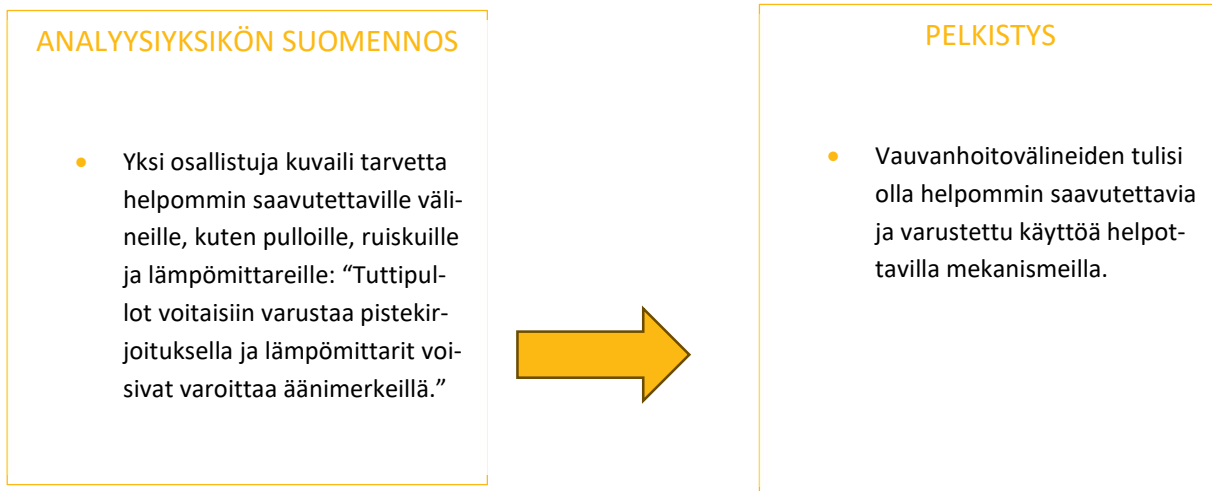 ANALYYSIYKSIKÖN SUOMENNOS
• Yksi osallistuja kuvaili tarvetta
helpommin saavutettaville väli-
neille, kuten pulloille, ruiskuille
ja lämpömittareille: “Tuttipul-
lot voitaisiin varustaa pistekir-
joituksella ja lämpömittarit voi-
sivat varoittaa äänimerkeillä.”
PELKISTYS
• Vauvanhoitovälineiden tulisi
olla helpommin saavutettavia
ja varustettu käyttöä helpot-
tavilla mekanismeilla.